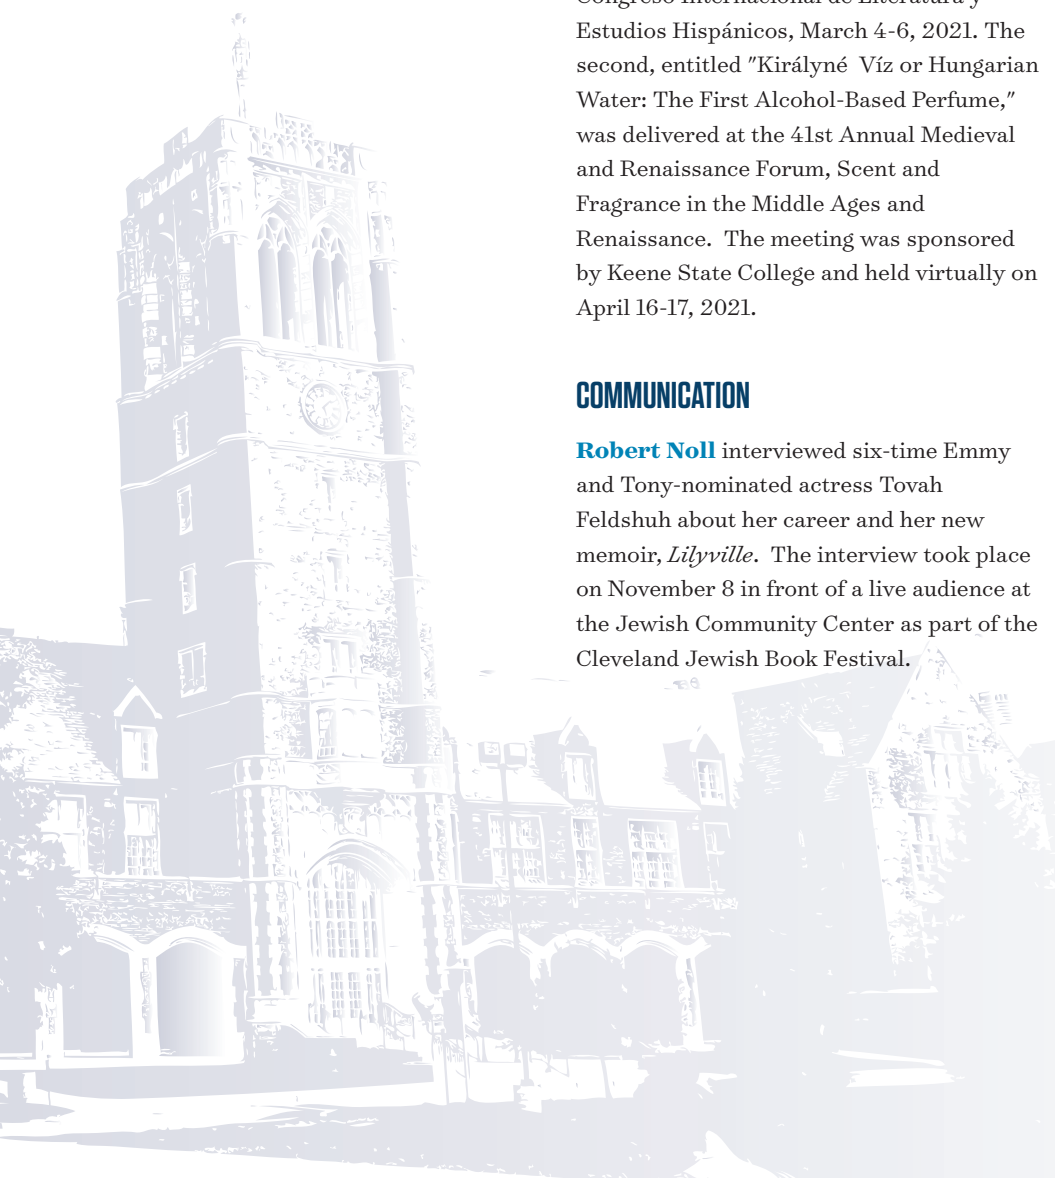 Congreso Internacional de Literatura y
Estudios Hispánicos, March 4-6, 2021. The
second, entitled "Királyné  Víz or Hungarian
Water: The First Alcohol-Based Perfume,"
was delivered at the 41st Annual Medieval
and Renaissance Forum, Scent and
Fragrance in the Middle Ages and
Renaissance.  The meeting was sponsored
by Keene State College and held virtually on
April 16-17, 2021.
COMMUNICATION
Robert Noll interviewed six-time Emmy
and Tony-nominated actress Tovah
Feldshuh about her career and her new
memoir, Lilyville.  The interview took place
on November 8 in front of a live audience at
the Jewish Community Center as part of the
Cleveland Jewish Book Festival.